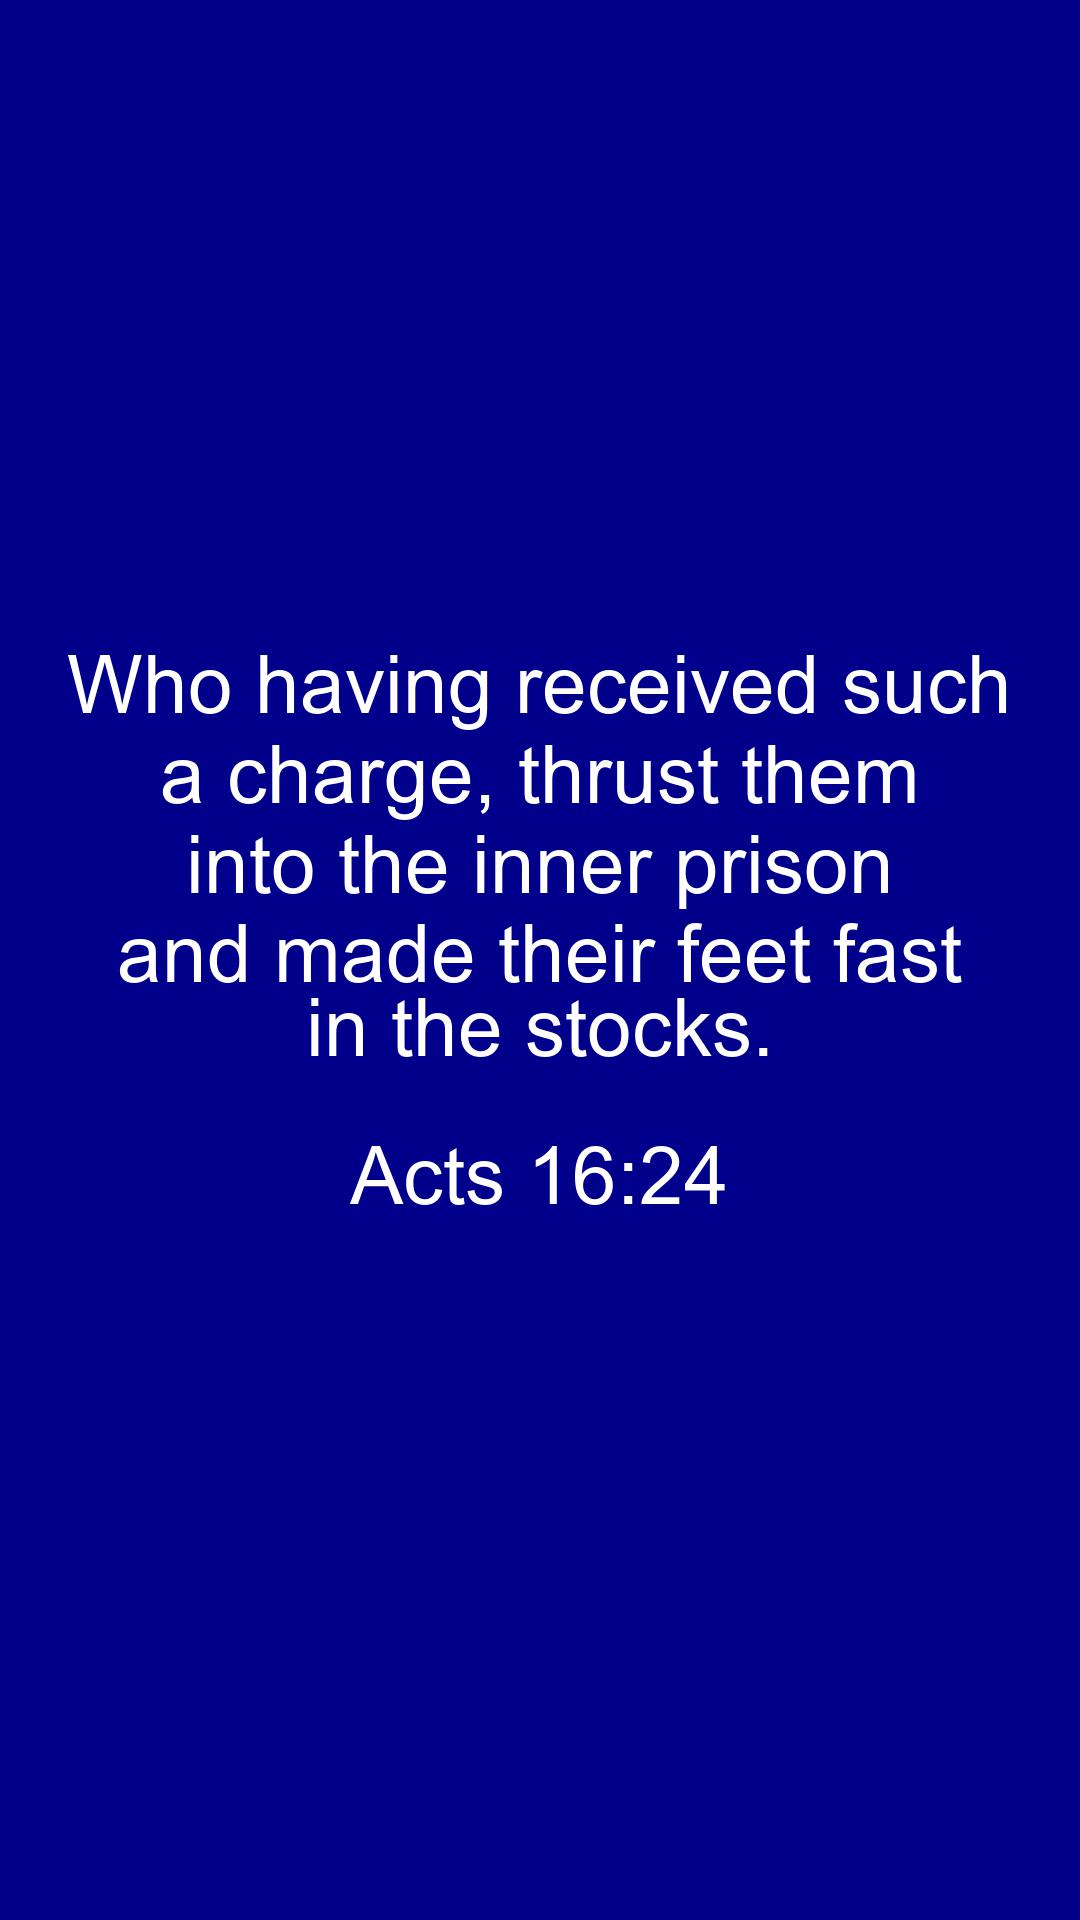 Who having received such
a charge, thrust them
into the inner prison
and made their feet fast
in the stocks.
Acts 16:24